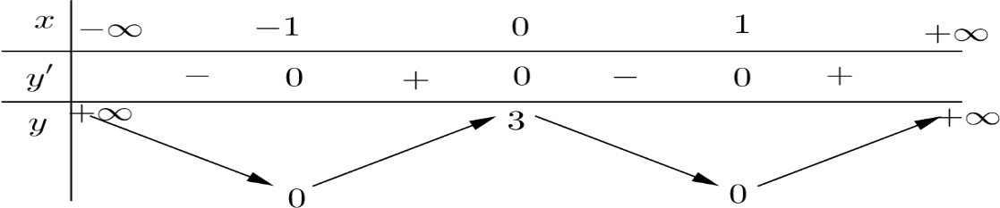 x −∞ −1 0 1 +∞
y′ − 0 + 0 − 0 +
y +∞ 3 +∞
0 0